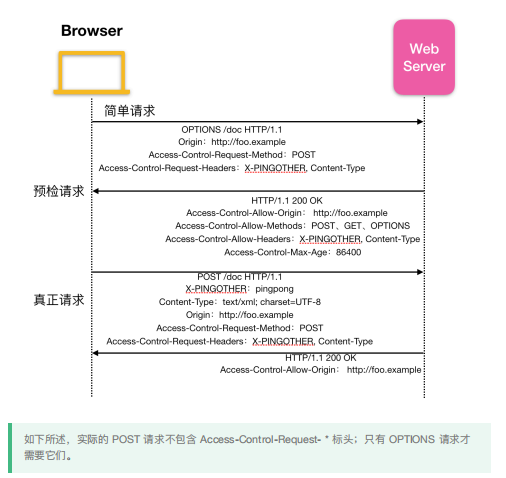 Browser
Web
Server
简单请求
OPTIONS /doc HTTP/1.1
Origin：http://foo.example
Access-Control-Request-Method：POST
Access-Control-Request-Headers：X-PINGOTHER, Content-Type
预检请求
HTTP/1.1 200 OK
Access-Control-Allow-Origin： http://foo.example
Access-Control-Allow-Methods：POST、GET、OPTIONS
Access-Control-Allow-Headers：X-PINGOTHER, Content-Type
Access-Control-Max-Age：86400
POST /doc HTTP/1.1
X-PINGOTHER：pingpong
真正请求
Content-Type：text/xml; charset=UTF-8
Origin：http://foo.example
Access-Control-Request-Method：POST
Access-Control-Request-Headers：X-PINGOTHER, Content-Type
HTTP/1.1 200 OK
Access-Control-Allow-Origin： http://foo.example
如下所述，实际的 POST 请求不包含 Access-Control-Request- * 标头；只有 OPTIONS 请求才
需要它们。